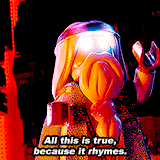 All this is true,
because it rhymes.